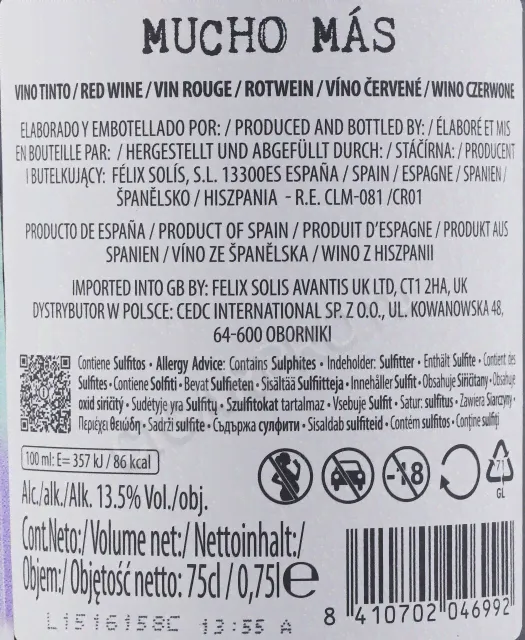 MUCHO MÁS
VINO TINTO / RED WINE / VIN ROUGE / ROTWEIN / VÍNO ČERVENÉ / WINO CZERWONE
ELABORADO Y EMBOTELLADO POR: / PRODUCED AND BOTTLED BY: / ÉLABORÉ ET MIS
EN BOUTEILLE PAR: / HERGESTELLT UND ABGEFÜLLT DURCH: / STÁČÍRNA: / PRODUCENT
I BUTELKUJĄCY: FÉLIX SOLÍS, S.L. 13300ES ESPAÑA / SPAIN / ESPAGNE / SPANIEN /
ŠPANĚLSKO / HISZPANIA - R.E. CLM-081 /CR01
PRODUCTO DE ESPAÑA / PRODUCT OF SPAIN / PRODUIT D'ESPAGNE / PRODUKT AUS
SPANIEN / VÍNO ZE ŠPANĚLSKA / WINO Z HISZPANII
IMPORTED INTO GB BY: FELIX SOLIS AVANTIS UK LTD, CT1 2HA, UK
DYSTRYBUTOR W POLSCE: CEDC INTERNATIONAL SP. Z O.O., UL. KOWANOWSKA 48,
64-600 OBORNIKI
Contiene Sulfitos • Allergy Advice: Contains Sulphites • Indeholder: Sulfitter • Enthält Sulfite • Contient des
Sulfites • Contiene Solfiti • Bevat Sulfieten • Sisältää Sulfiitteja • Innehåller Sulfit • Obsahuje Siřičitany • Obsahuje
oxid siričitý • Sudėtyje yra Sulfitų • Szulfitokat tartalmaz • Vsebuje Sulfit • Satur: sulfitus • Zawiera Siarczyny •
Περιέχει θειώδη • Sadrži sulfite • Съдържа сулфити • Sisaldab sulfiteid • Contém sulfitos • Conține sulfiți
100 ml: E= 357 kJ / 86 kcal
-18
71
GL
Alc./alk./Alk. 13.5% Vol./obj.
Cont.Neto:/ Volume net:/ Nettoinhalt:/
Objem:/ Objętość netto: 75cl / 0,75l e
L1516158C 13:55 A
8 410702 046992